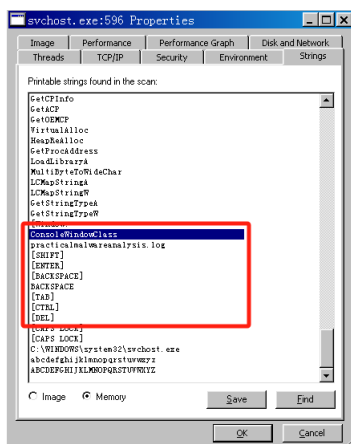 svchost.exe:596 Properties
Image
Performance
Performance Graph
Disk and Network
Threads
TCP/IP
Security
Environment
Strings
Printable strings found in the scan:
GetCPInfo
GetACP
GetOEMCP
VirtualAlloc
HeapReAlloc
GetProcAddress
LoadLibraryA
MultiByteToWideChar
LCMapStringA
LCMapStringW
GetStringTypeA
GetStringTypeW
[Window:
ConsoleWindowClass
practicalmalwareanalysis.log
[SHIFT]
[ENTER]
[BACKSPACE]
BACKSPACE
[TAB]
[CTRL]
[DEL]
[CAPS LOCK]
[CAPS LOCK]
C:\WINDOWS\system32\svchost.exe
abcdefghijklmnopqrstuvwxyz
ABCDEFGHIJKLMNOPQRSTUVWXYZ
Image
Memory
Save
Find
OK
Cancel